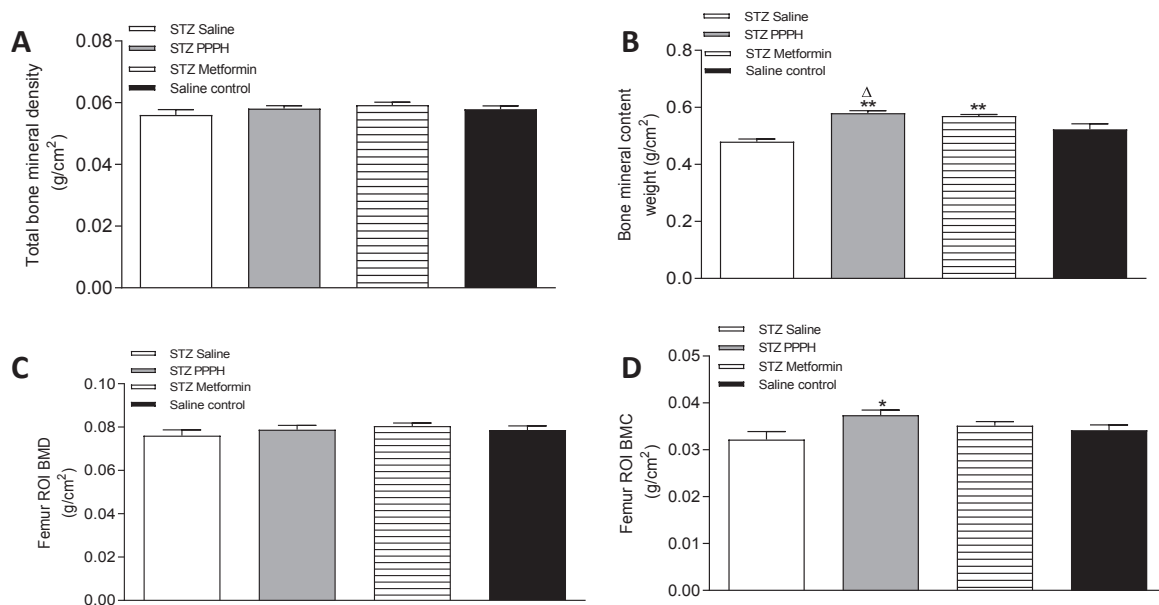 A
STZ Saline
STZ PPPH
STZ Metformin
Saline control
Total bone mineral density
(g/cm²)
0.08
0.06
0.04
0.02
0.00
B
STZ Saline
STZ PPPH
STZ Metformin
Saline control
Bone mineral content
weight (g/cm²)
0.8
0.6
0.4
0.2
0.0
Δ
**
**
C
STZ Saline
STZ PPPH
STZ Metformin
Saline control
Femur ROI BMD
(g/cm²)
0.10
0.08
0.06
0.04
0.02
0.00
D
STZ Saline
STZ PPPH
STZ Metformin
Saline control
Femur ROI BMC
(g/cm²)
0.05
0.04
0.03
0.02
0.01
0.00
*